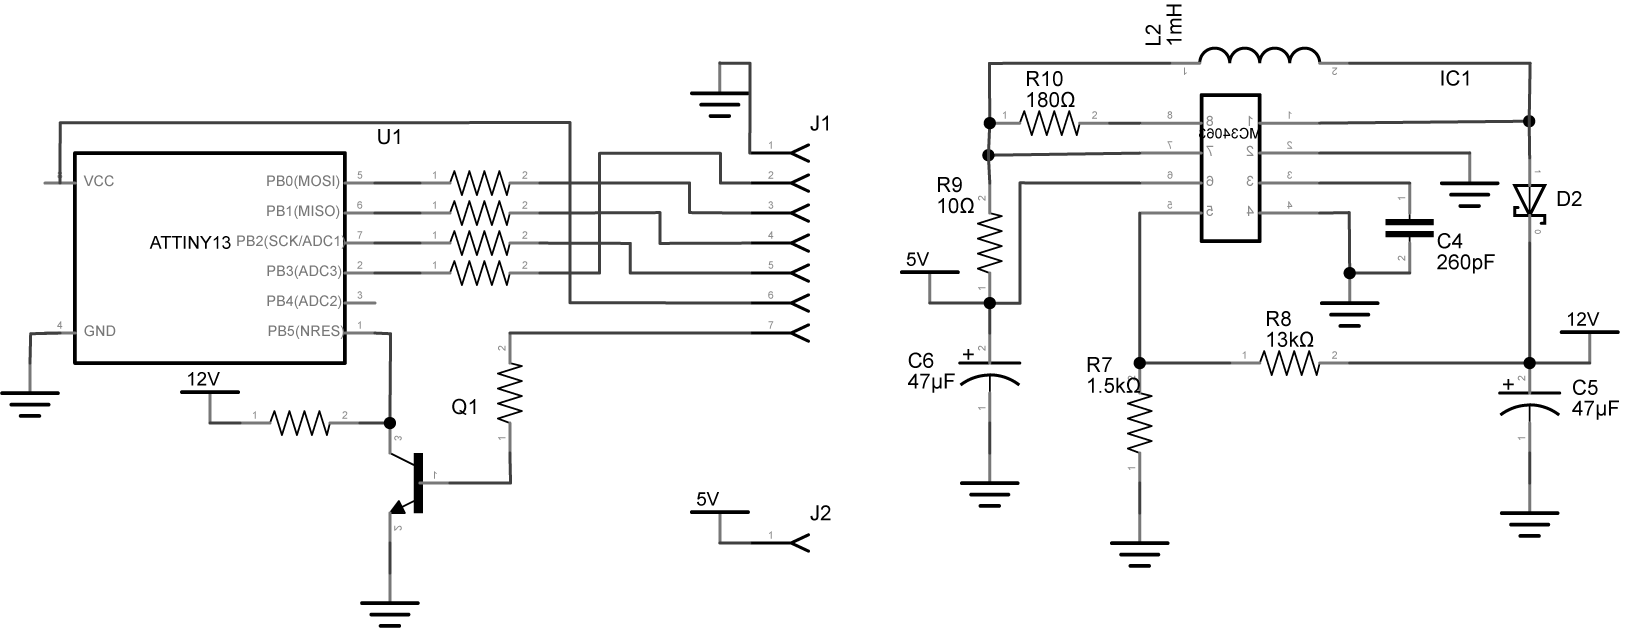 U1
VCC
GND
4
ATTINY13
PB0(MOSI)
PB1(MISO)
PB2(SCK/ADC1)
PB3(ADC3)
PB4(ADC2)
PB5(NRES)
5
6
7
2
3
1
1 2
1 2
1 2
1 2
J1
1
2
3
4
5
6
7
12V
1 2
3
1
2
Q1
2
1
5V
J2
1
L2
1mH
1 2
IC1
R10
180Ω
1 2
MC34063
8
7
6
5
8
7
6
5
1
2
3
4
1
2
3
4
R9
10Ω
2
1
5V
C6
47µF
+
2
1
R7
1.5kΩ
2
1
R8
13kΩ
1 2
C4
260pF
1
2
D2
1
0
12V
C5
47µF
+
2
1